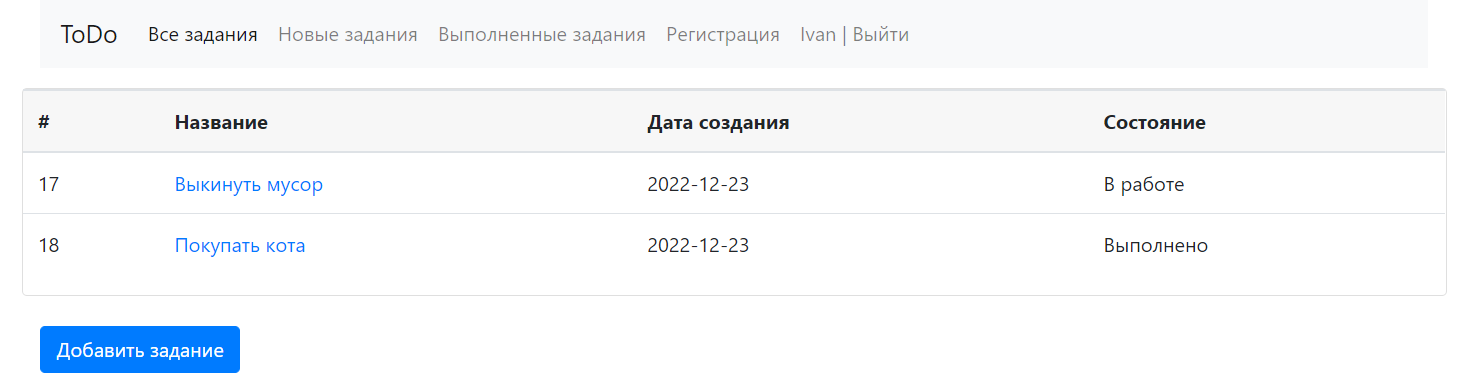 ToDo Все задания Новые задания Выполненные задания Регистрация Ivan | Выйти
# Название Дата создания Состояние
17 Выкинуть мусор 2022-12-23 В работе
18 Покупать кота 2022-12-23 Выполнено
Добавить задание